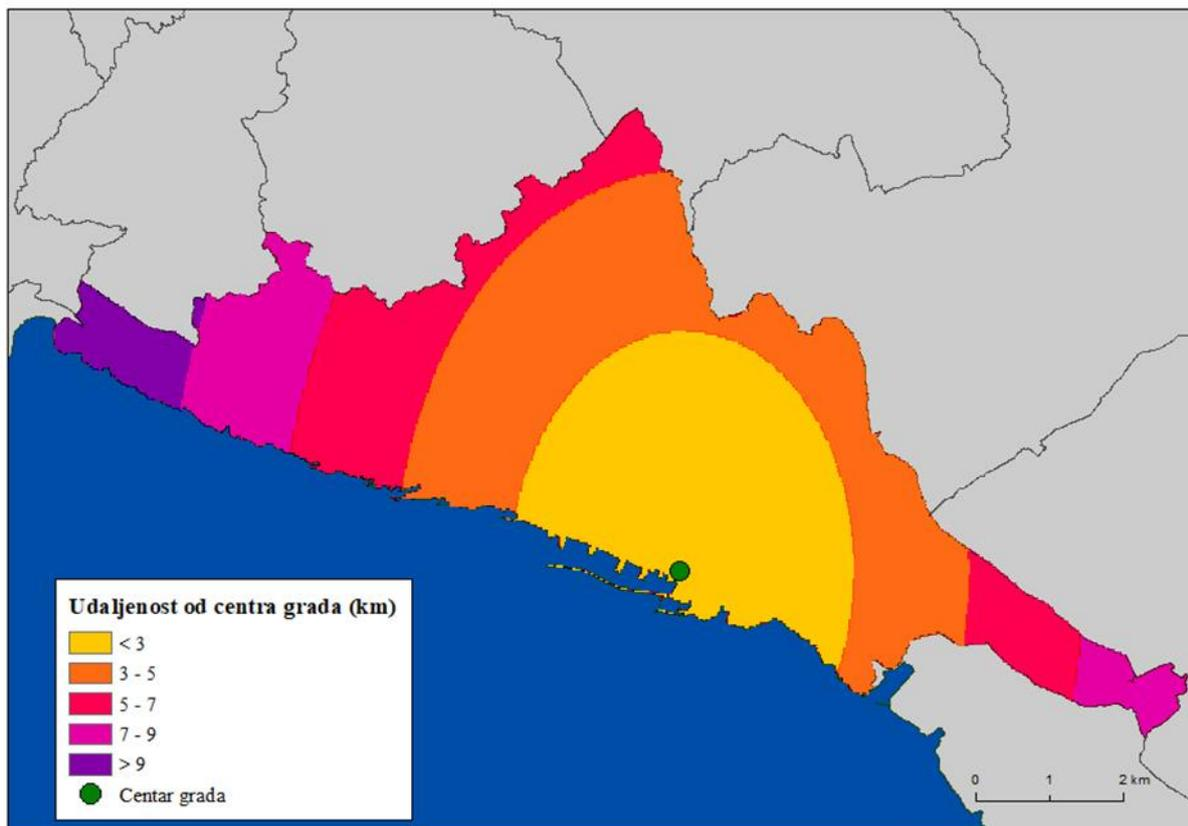 Udaljenost od centra grada (km)
< 3
3 - 5
5 - 7
7 - 9
> 9
Centar grada
0 1 2 km